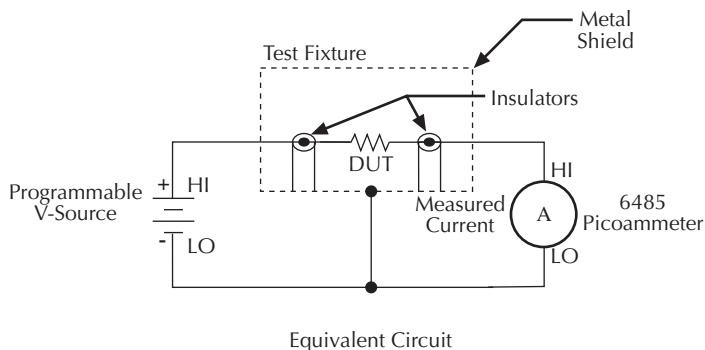 Metal
Shield
Test Fixture
Insulators
DUT
+ HI
HI
Programmable
V-Source
Measured
Current
A
6485
Picoammeter
- LO
LO
Equivalent Circuit